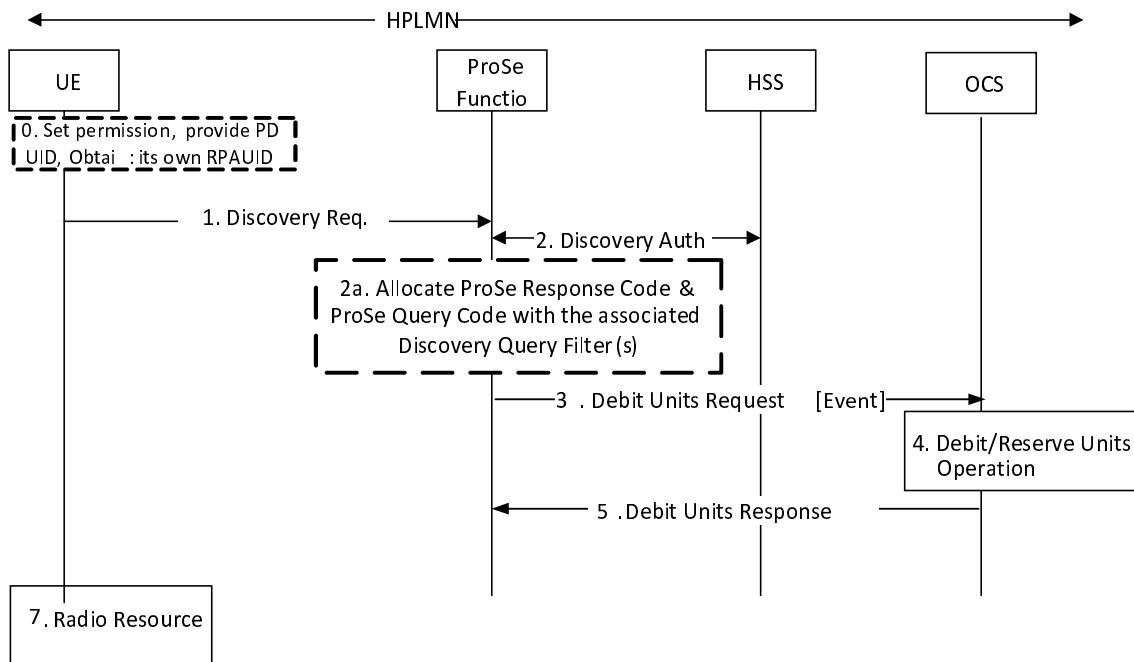 HPLMN
UE
ProSe
Functio
HSS
OCS
0. Set permission, provide PD
UID, Obtai : its own RPAUID
1. Discovery Req.
2. Discovery Auth
2a. Allocate ProSe Response Code &
ProSe Query Code with the associated
Discovery Query Filter(s)
3 . Debit Units Request [Event]
4. Debit/Reserve Units
Operation
5 .Debit Units Response
7. Radio Resource